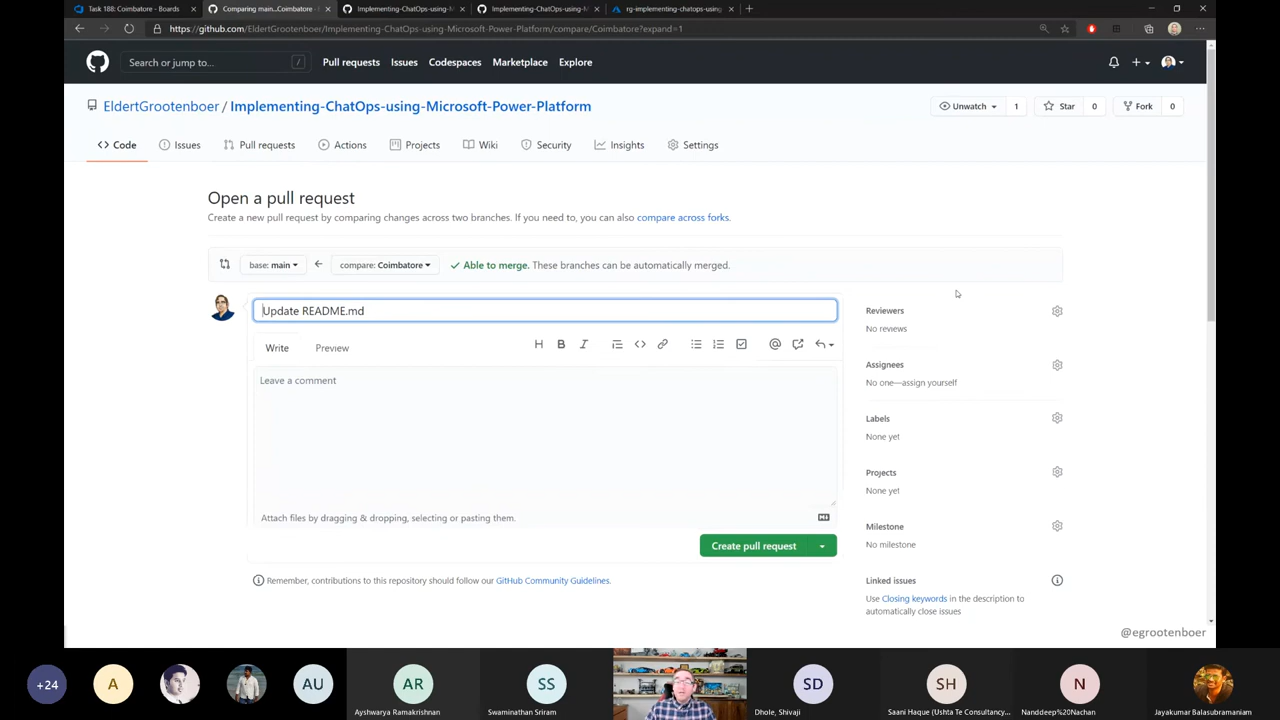 Task 188: Coimbatore - Boards
Comparing main...Coimbatore · E
Implementing-ChatOps-using-M
Implementing-ChatOps-using-M
rg-implementing-chatops-using-
https://github.com/EldertGrootenboer/Implementing-ChatOps-using-Microsoft-Power-Platform/compare/Coimbatore?expand=1
Search or jump to... /
Pull requests Issues Codespaces Marketplace Explore
EldertGrootenboer / Implementing-ChatOps-using-Microsoft-Power-Platform
Unwatch 1 Star 0 Fork 0
Code Issues Pull requests Actions Projects Wiki Security Insights Settings
Open a pull request
Create a new pull request by comparing changes across two branches. If you need to, you can also compare across forks.
base: main compare: Coimbatore Able to merge. These branches can be automatically merged.
Update README.md
Write Preview
Leave a comment
Attach files by dragging & dropping, selecting or pasting them.
Create pull request
Remember, contributions to this repository should follow our GitHub Community Guidelines.
Reviewers
No reviews
Assignees
No one—assign yourself
Labels
None yet
Projects
None yet
Milestone
No milestone
Linked issues
Use Closing keywords in the description to
automatically close issues
@egrootenboer
+24 A AU AR SS SD SH N
Ayshwarya Ramakrishnan Swaminathan Sriram Dhole, Shivaji Saani Haque (Ushta Te Consultancy... Nanddeep%20Nachan Jayakumar Balasubramaniam